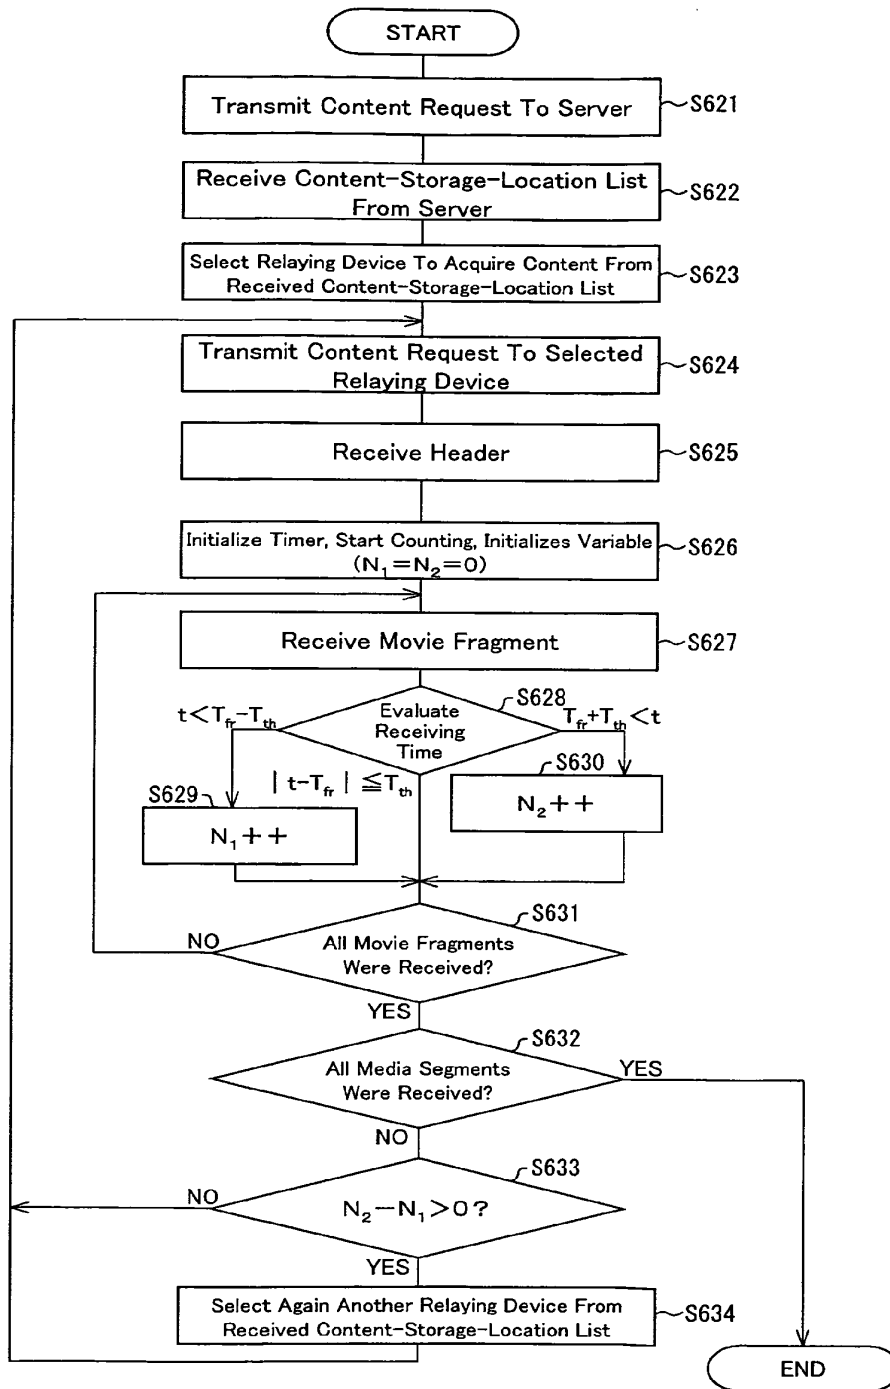 START
Transmit Content Request To Server
S621
Receive Content-Storage-Location List
From Server
S622
Select Relaying Device To Acquire Content From
Received Content-Storage-Location List
S623
Transmit Content Request To Selected
Relaying Device
S624
Receive Header
S625
Initialize Timer, Start Counting, Initializes Variable
(N₁=N₂=0)
S626
Receive Movie Fragment
S627
S628
t<Tfr-Tth
Evaluate
Receiving
Time
Tfr+Tth<t
S629
| t-Tfr | ≦Tth
S630
N₁++
N₂++
S631
NO
All Movie Fragments
Were Received?
YES
S632
All Media Segments
Were Received?
YES
NO
S633
NO
N₂-N₁>0?
YES
Select Again Another Relaying Device From
Received Content-Storage-Location List
S634
END